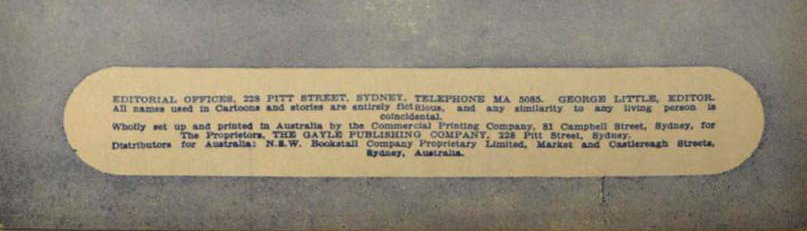 EDITORIAL OFFICES, 228 PITT STREET, SYDNEY. TELEPHONE MA 5085. GEORGE LITTLE, EDITOR.
All names used in Cartoons and stories are entirely fictitious, and any similarity to any living person is
coincidental.
Wholly set up and printed in Australia by the Commercial Printing Company, 81 Campbell Street, Sydney, for
The Proprietors, THE GAYLE PUBLISHING COMPANY, 228 Pitt Street, Sydney.
Distributors for Australia: N.S.W. Bookstall Company Proprietary Limited, Market and Castlereagh Streets,
Sydney, Australia.